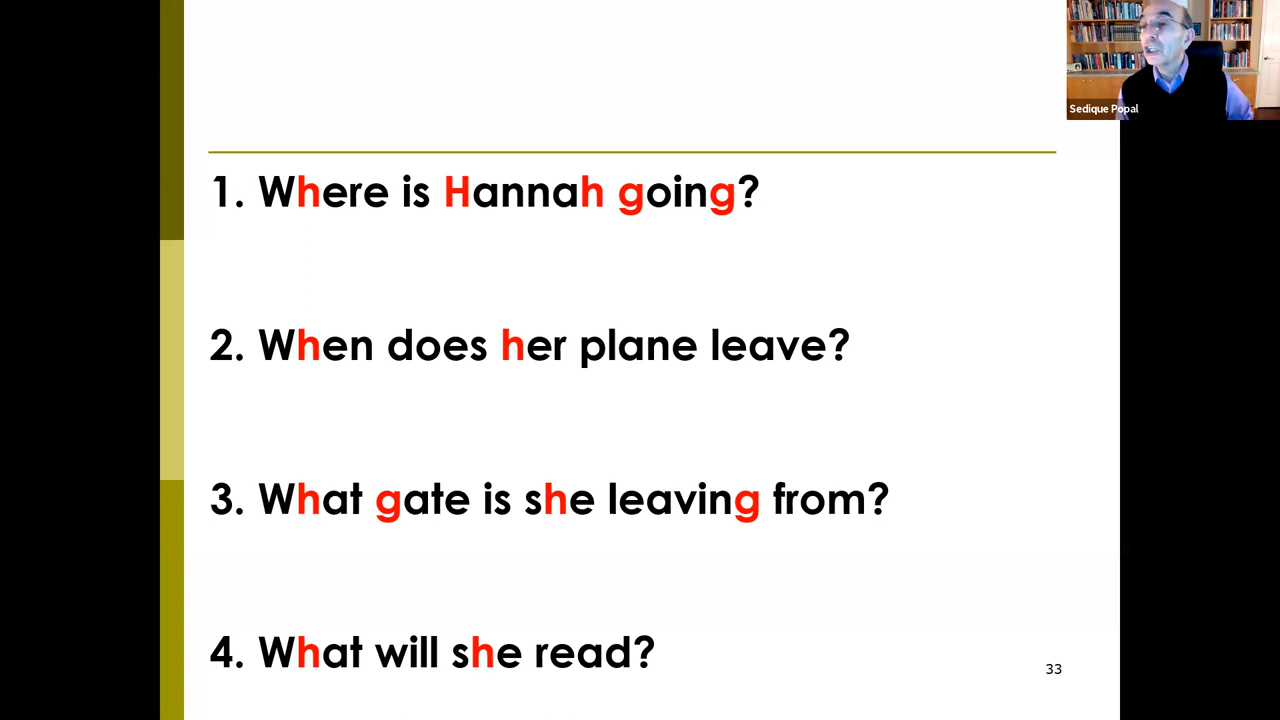 Sedique Popal
1. Where is Hannah going?
2. When does her plane leave?
3. What gate is she leaving from?
4. What will she read?
33